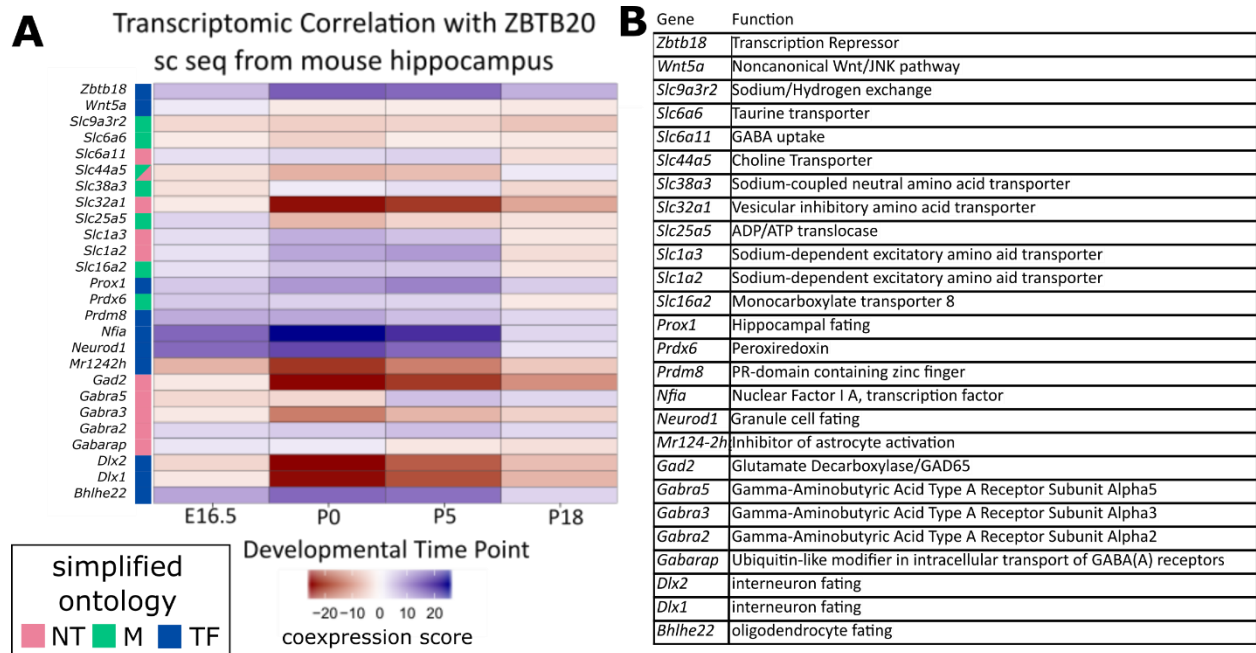 A
Transcriptomic Correlation with ZBTB20
sc seq from mouse hippocampus
Zbtb18
Wnt5a
Slc9a3r2
Slc6a6
Slc6a11
Slc44a5
Slc38a3
Slc32a1
Slc25a5
Slc1a3
Slc1a2
Slc16a2
Prox1
Prdx6
Prdm8
Nfia
Neurod1
Mr1242h
Gad2
Gabra5
Gabra3
Gabra2
Gabarap
Dlx2
Dlx1
Bhlhe22
E16.5 P0 P5 P18
Developmental Time Point
−20 −10 0 10 20
coexpression score
simplified
ontology
NT M TF
B
Gene Function
Zbtb18 Transcription Repressor
Wnt5a Noncanonical Wnt/JNK pathway
Slc9a3r2 Sodium/Hydrogen exchange
Slc6a6 Taurine transporter
Slc6a11 GABA uptake
Slc44a5 Choline Transporter
Slc38a3 Sodium-coupled neutral amino acid transporter
Slc32a1 Vesicular inhibitory amino acid transporter
Slc25a5 ADP/ATP translocase
Slc1a3 Sodium-dependent excitatory amino aid transporter
Slc1a2 Sodium-dependent excitatory amino aid transporter
Slc16a2 Monocarboxylate transporter 8
Prox1 Hippocampal fating
Prdx6 Peroxiredoxin
Prdm8 PR-domain containing zinc finger
Nfia Nuclear Factor I A, transcription factor
Neurod1 Granule cell fating
Mr124-2h Inhibitor of astrocyte activation
Gad2 Glutamate Decarboxylase/GAD65
Gabra5 Gamma-Aminobutyric Acid Type A Receptor Subunit Alpha5
Gabra3 Gamma-Aminobutyric Acid Type A Receptor Subunit Alpha3
Gabra2 Gamma-Aminobutyric Acid Type A Receptor Subunit Alpha2
Gabarap Ubiquitin-like modifier in intracellular transport of GABA(A) receptors
Dlx2 interneuron fating
Dlx1 interneuron fating
Bhlhe22 oligodendrocyte fating